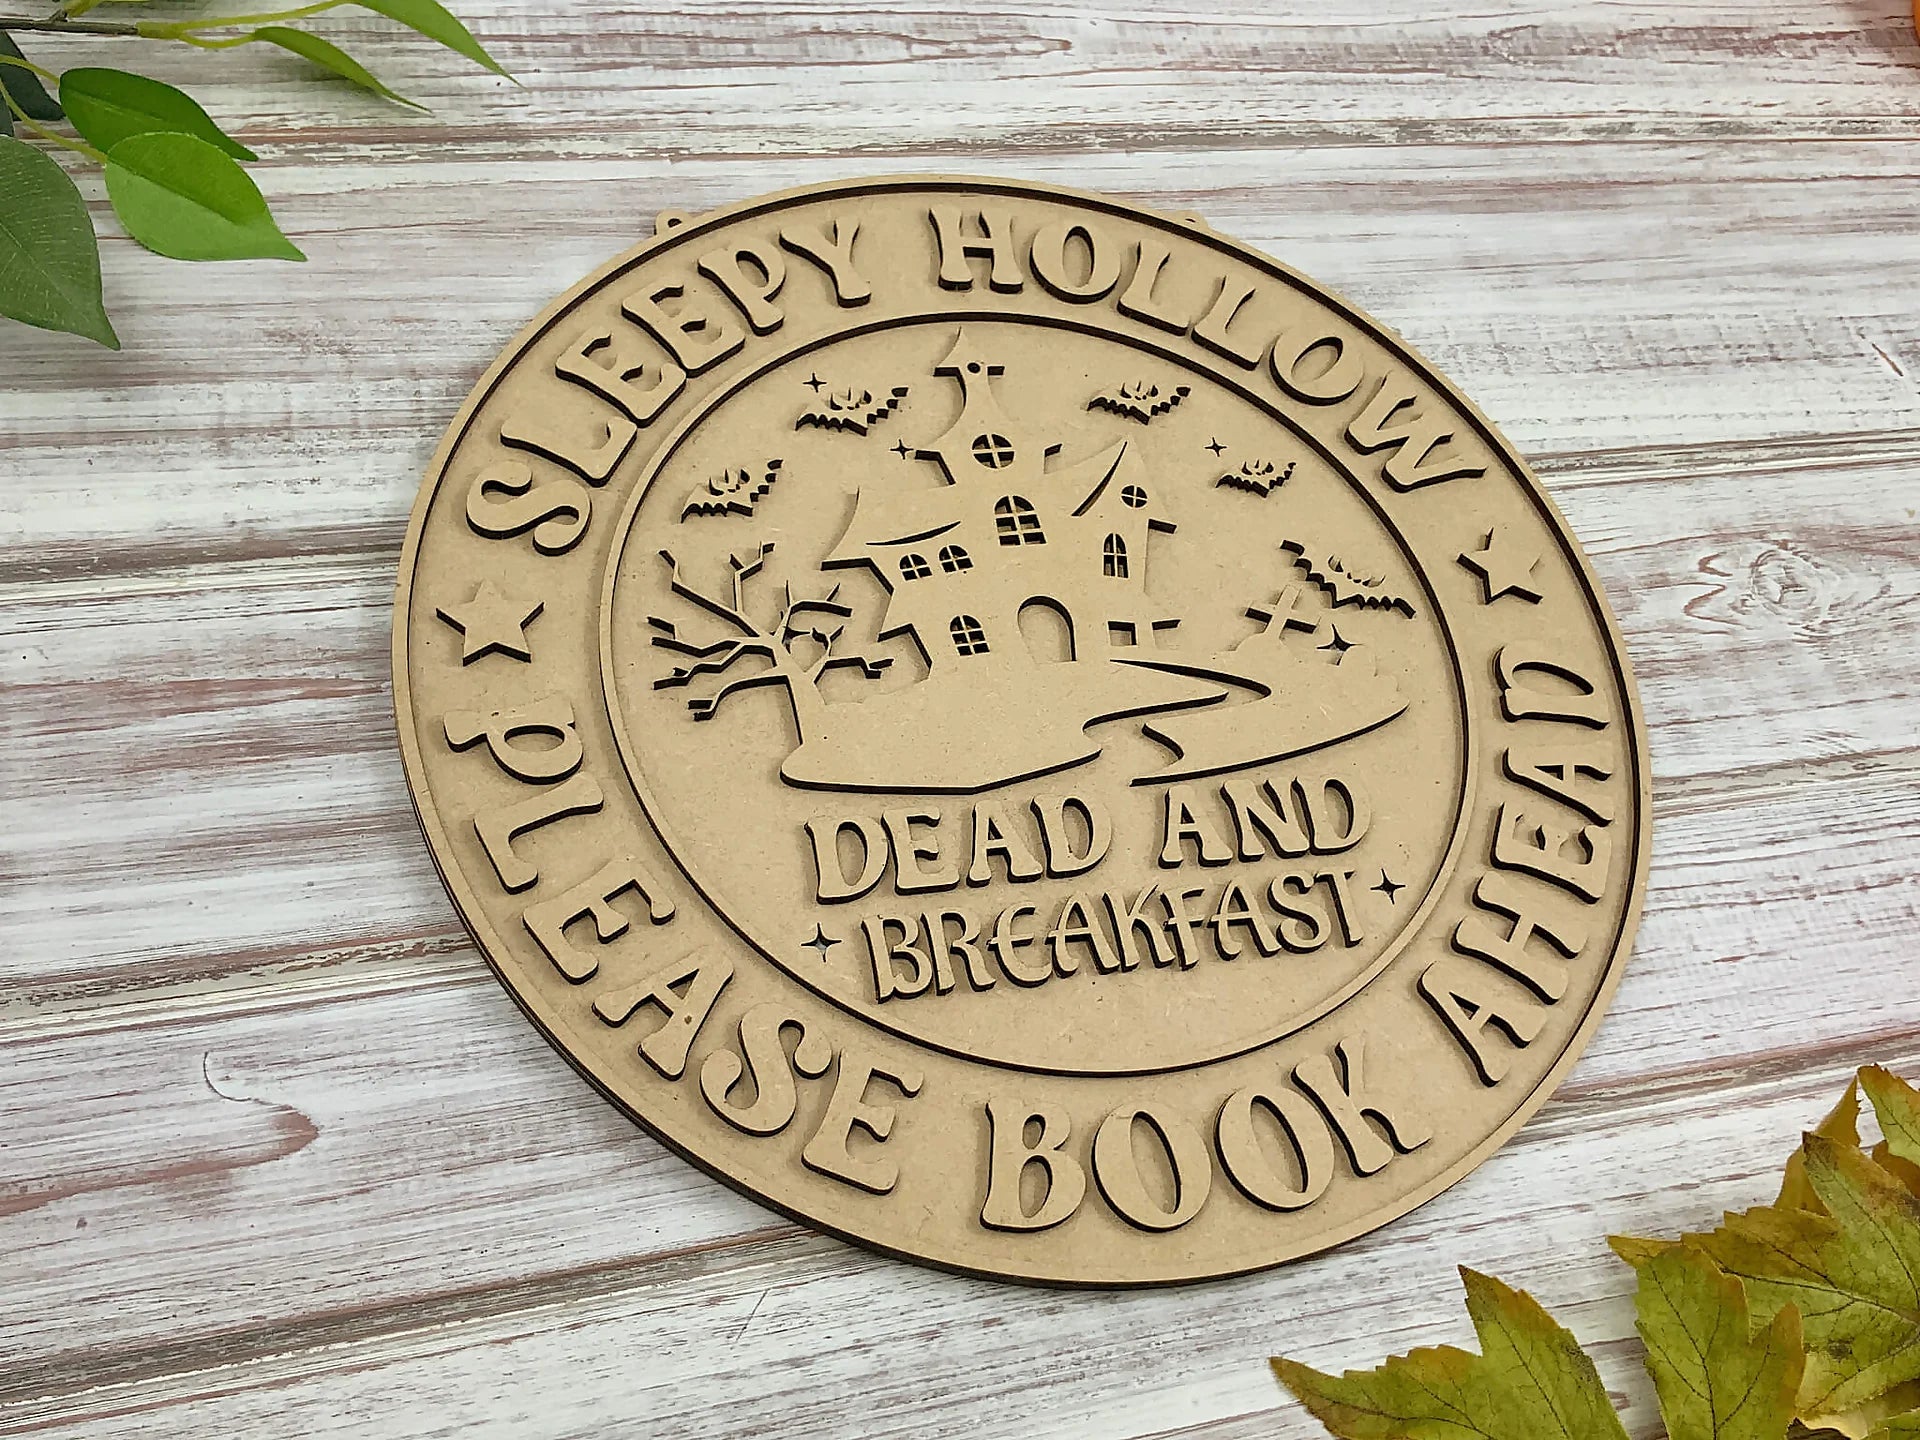 SLEEPY HOLLOW
DEAD AND
BREAKFAST
PLEASE BOOK AHEAD